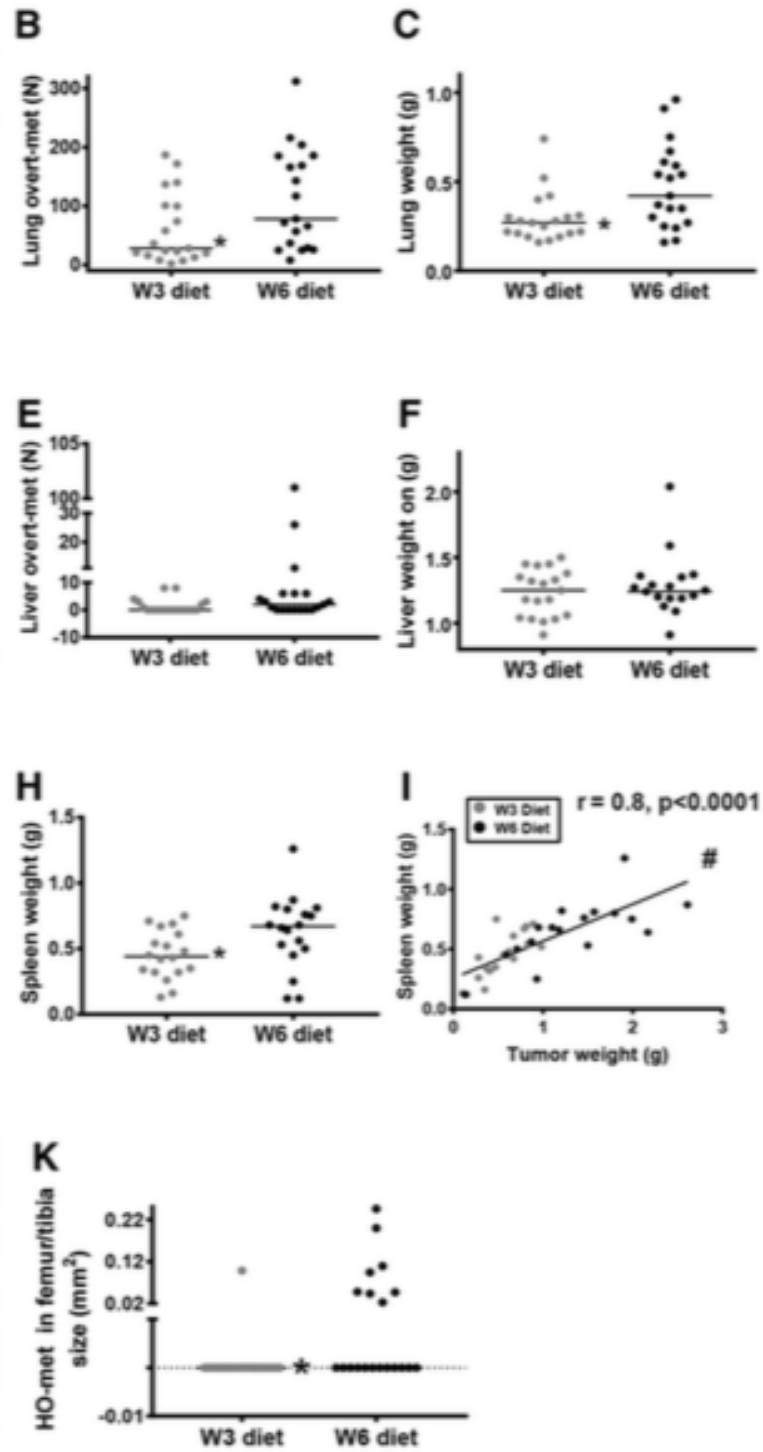 B
Lung overt-met (N)
300
200
100
0
*
W3 diet W6 diet
C
Lung weight (g)
1.0
0.5
0.0
*
W3 diet W6 diet
E
Liver overt-met (N)
105
100
30
20
10
0
-10
W3 diet W6 diet
F
Liver weight on (g)
2.0
1.5
1.0
W3 diet W6 diet
H
Spleen weight (g)
1.5
1.0
0.5
0.0
*
W3 diet W6 diet
I
W3 Diet
W6 Diet
r = 0.8, p<0.0001
#
Spleen weight (g)
1.5
1.0
0.5
0.0
0 1 2 3
Tumor weight (g)
K
HO-met in femur/tibia
size (mm²)
0.22
0.12
0.02
-0.01
*
W3 diet W6 diet